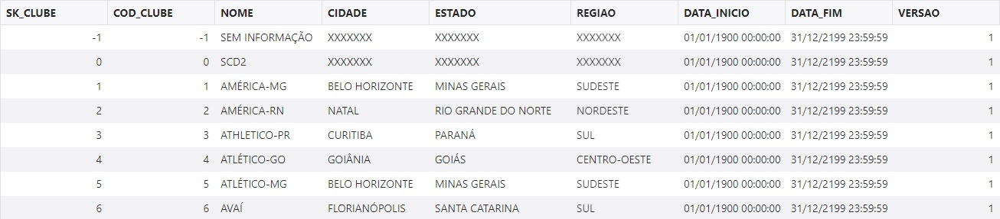 SK_CLUBE COD_CLUBE NOME CIDADE ESTADO REGIAO DATA_INICIO DATA_FIM VERSAO
-1 -1 SEM INFORMAÇÃO XXXXXXX XXXXXXX XXXXXXX 01/01/1900 00:00:00 31/12/2199 23:59:59 1
0 0 SCD2 XXXXXXX XXXXXXX XXXXXXX 01/01/1900 00:00:00 31/12/2199 23:59:59 1
1 1 AMÉRICA-MG BELO HORIZONTE MINAS GERAIS SUDESTE 01/01/1900 00:00:00 31/12/2199 23:59:59 1
2 2 AMÉRICA-RN NATAL RIO GRANDE DO NORTE NORDESTE 01/01/1900 00:00:00 31/12/2199 23:59:59 1
3 3 ATHLETICO-PR CURITIBA PARANÁ SUL 01/01/1900 00:00:00 31/12/2199 23:59:59 1
4 4 ATLÉTICO-GO GOIÂNIA GOIÁS CENTRO-OESTE 01/01/1900 00:00:00 31/12/2199 23:59:59 1
5 5 ATLÉTICO-MG BELO HORIZONTE MINAS GERAIS SUDESTE 01/01/1900 00:00:00 31/12/2199 23:59:59 1
6 6 AVAÍ FLORIANÓPOLIS SANTA CATARINA SUL 01/01/1900 00:00:00 31/12/2199 23:59:59 1